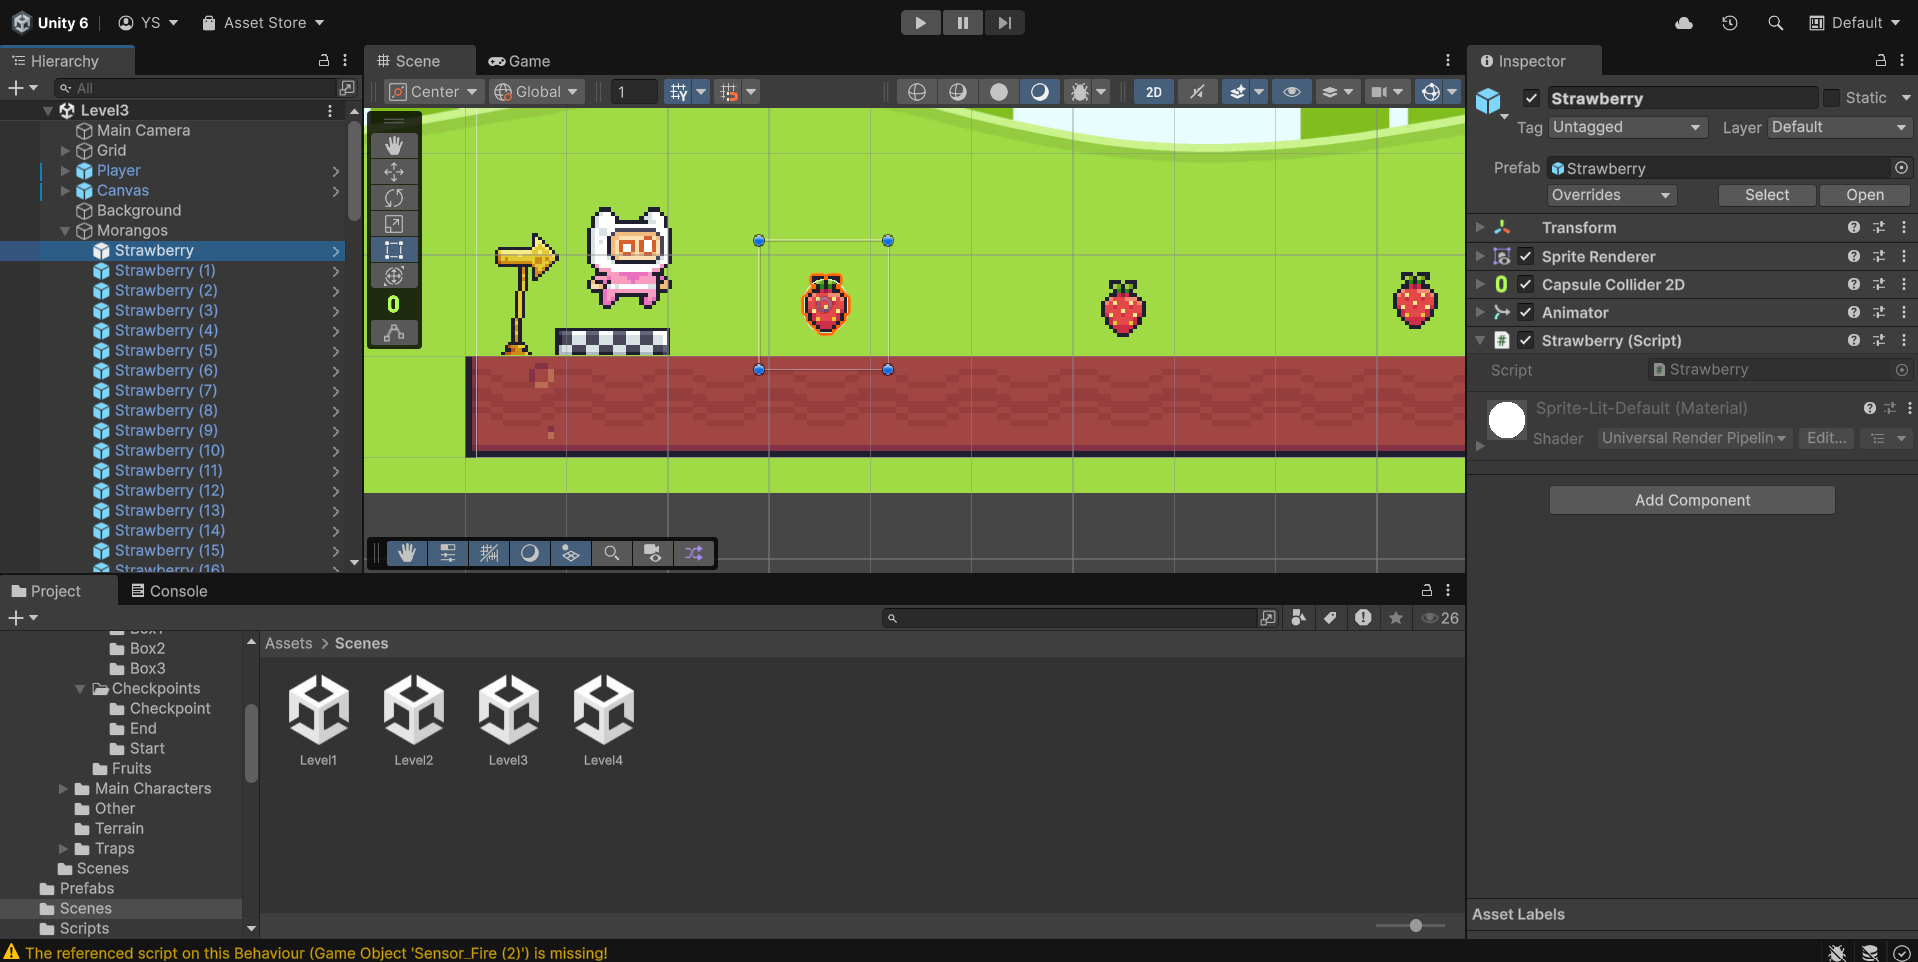 Unity 6
YS
Asset Store
Default
Hierarchy
All
Level3
Main Camera
Grid
Player
Canvas
Background
Morangos
Strawberry
Strawberry (1)
Strawberry (2)
Strawberry (3)
Strawberry (4)
Strawberry (5)
Strawberry (6)
Strawberry (7)
Strawberry (8)
Strawberry (9)
Strawberry (10)
Strawberry (11)
Strawberry (12)
Strawberry (13)
Strawberry (14)
Strawberry (15)
Strawberry (16)
Scene
Game
Center
Global
1
2D
Inspector
Strawberry
Static
Tag
Untagged
Layer
Default
Prefab
Strawberry
Overrides
Select
Open
Transform
Sprite Renderer
Capsule Collider 2D
Animator
Strawberry (Script)
Script
Strawberry
Sprite-Lit-Default (Material)
Shader
Universal Render Pipelin
Edit...
Add Component
Asset Labels
Project
Console
26
Box1
Box2
Box3
Checkpoints
Checkpoint
End
Start
Fruits
Main Characters
Other
Terrain
Traps
Scenes
Prefabs
Scenes
Scripts
Assets > Scenes
Level1
Level2
Level3
Level4
The referenced script on this Behaviour (Game Object 'Sensor_Fire (2)') is missing!